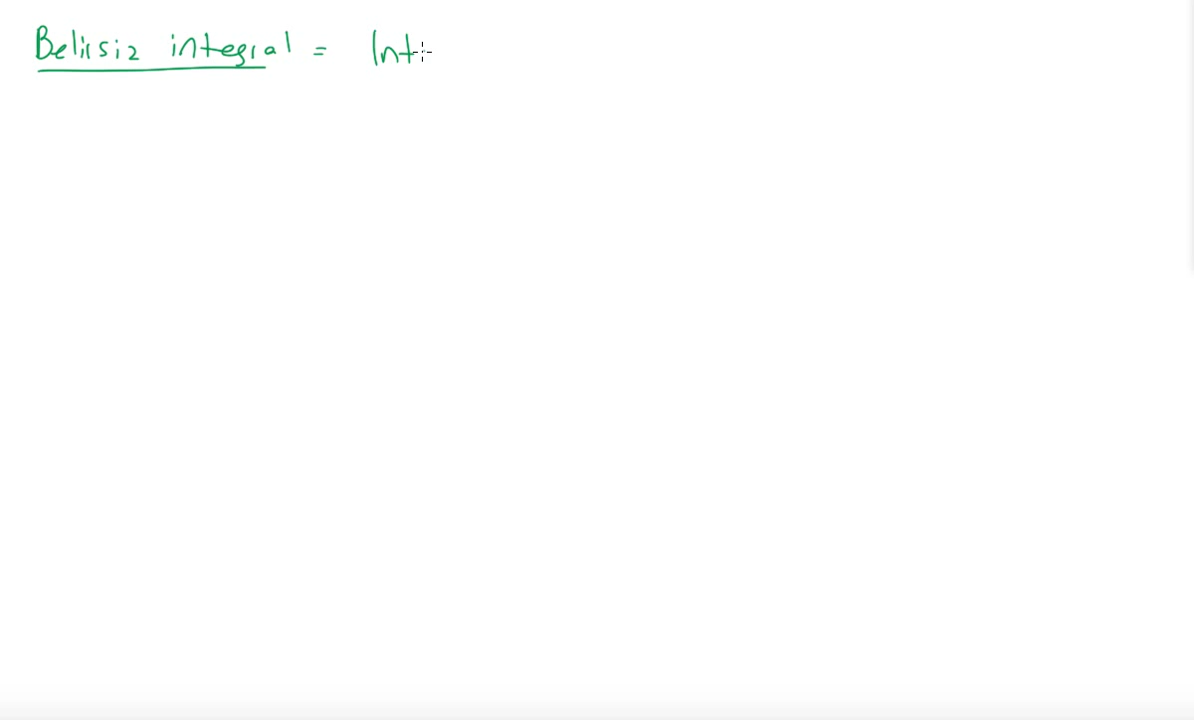 Belirsiz integral = Int